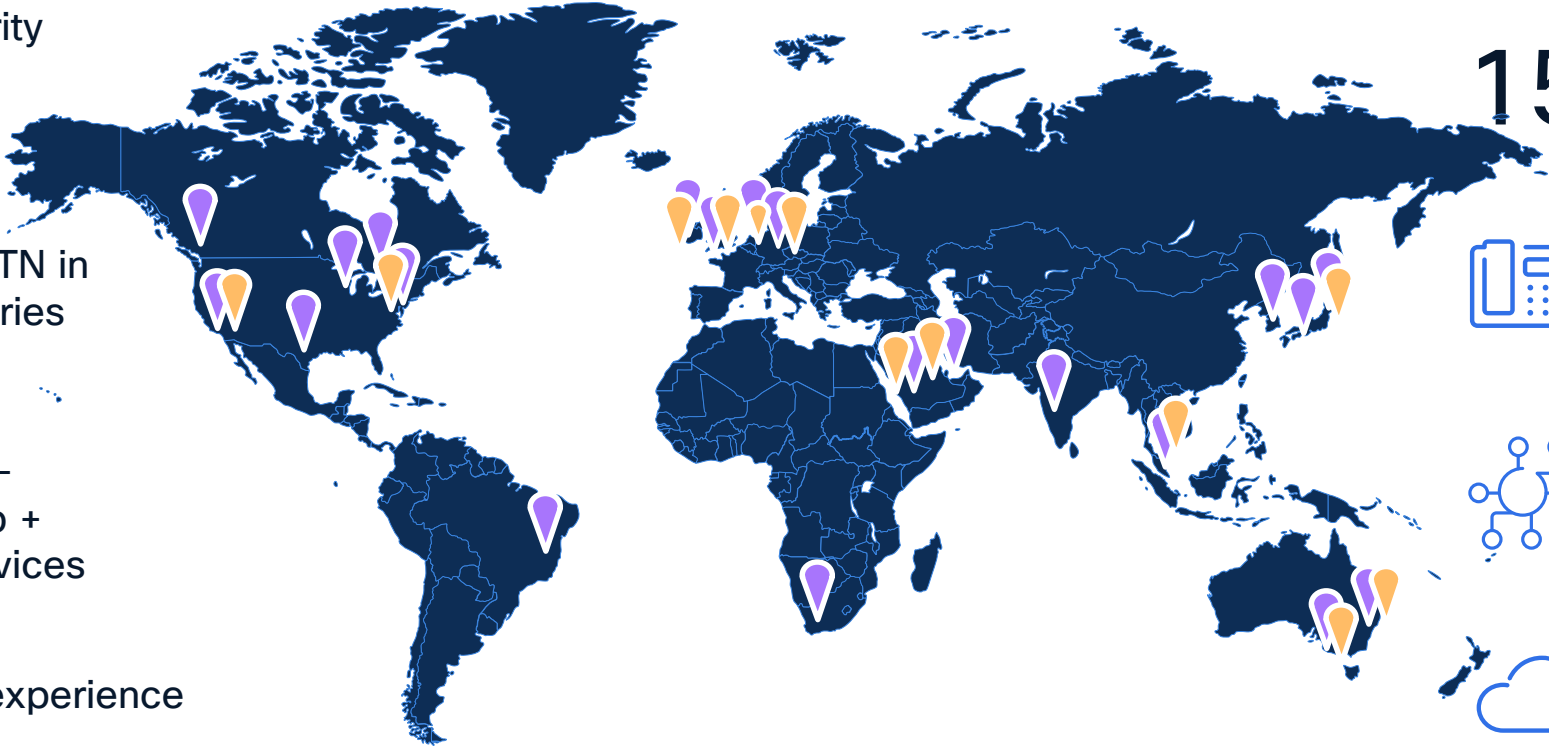 rity
TN in
ries
–
o +
vices
experience
15